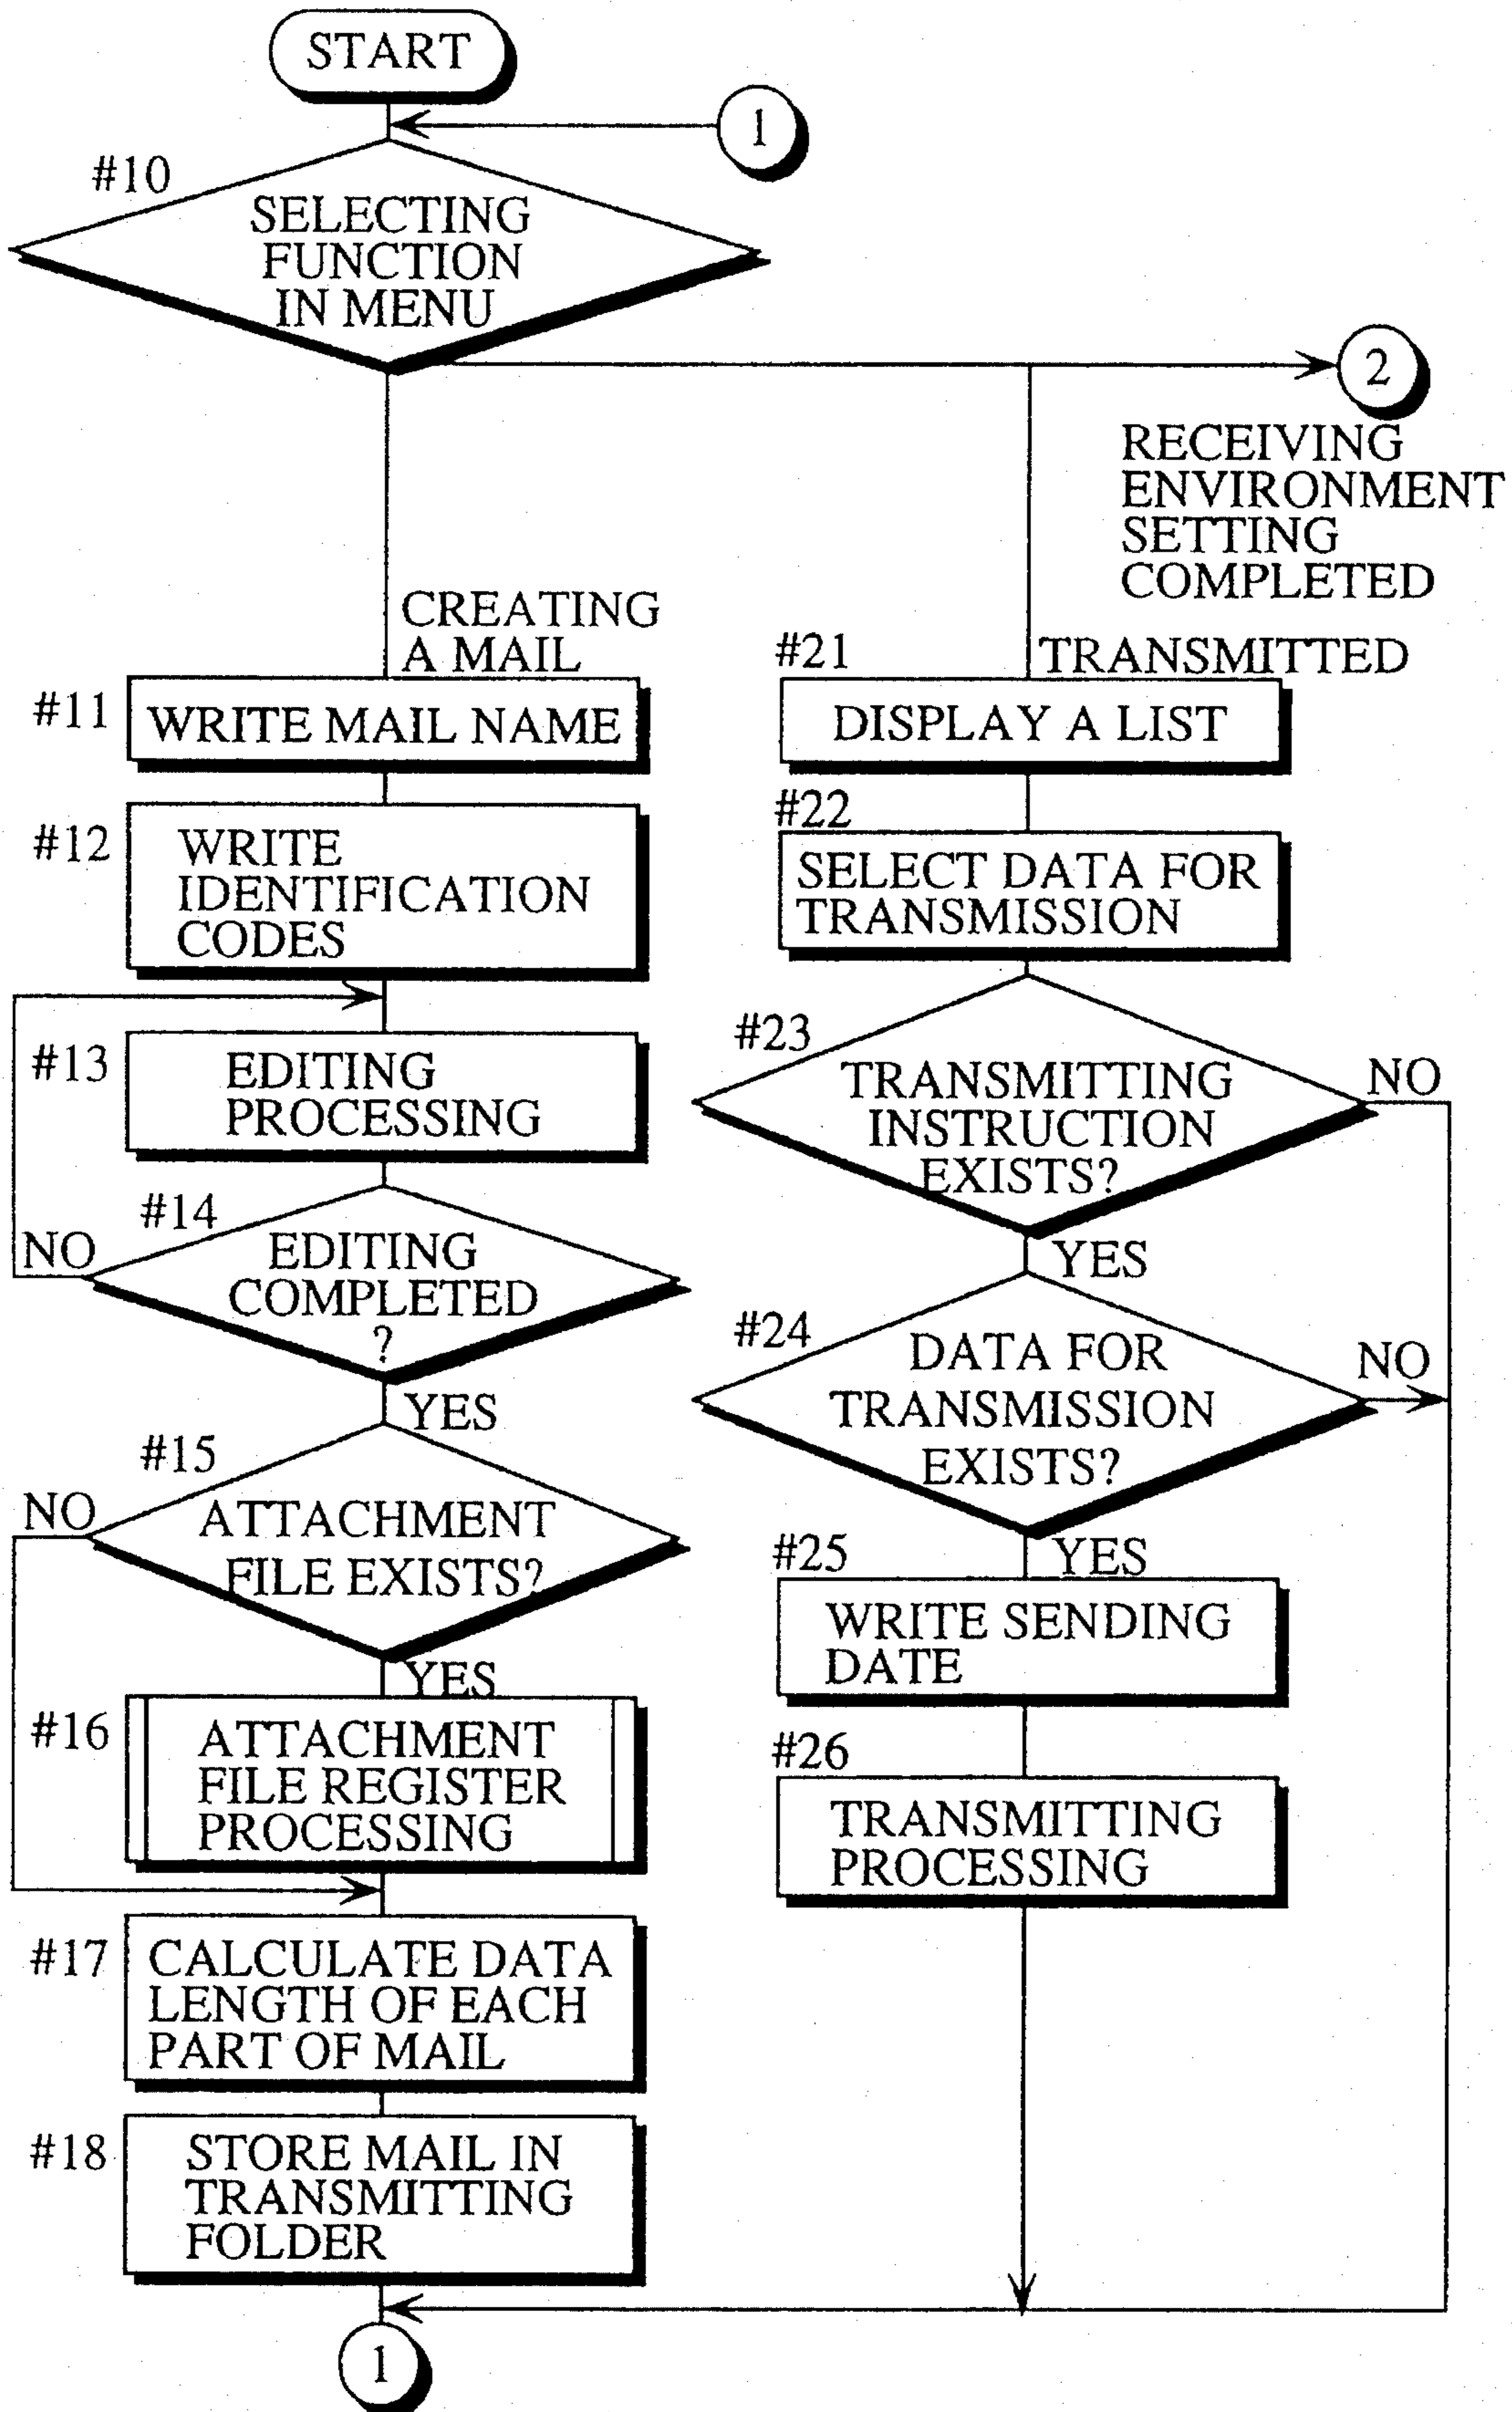 START
1
#10
SELECTING
FUNCTION
IN MENU
2
RECEIVING
ENVIRONMENT
SETTING
COMPLETED
CREATING
A MAIL
#11
WRITE MAIL NAME
#12
WRITE
IDENTIFICATION
CODES
#13
EDITING
PROCESSING
#14
EDITING
COMPLETED
?
NO
YES
#15
ATTACHMENT
FILE EXISTS?
NO
YES
#16
ATTACHMENT
FILE REGISTER
PROCESSING
#17
CALCULATE DATA
LENGTH OF EACH
PART OF MAIL
#18
STORE MAIL IN
TRANSMITTING
FOLDER
1
#21
TRANSMITTED
DISPLAY A LIST
#22
SELECT DATA FOR
TRANSMISSION
#23
TRANSMITTING
INSTRUCTION
EXISTS?
NO
YES
#24
DATA FOR
TRANSMISSION
EXISTS?
NO
YES
#25
WRITE SENDING
DATE
#26
TRANSMITTING
PROCESSING